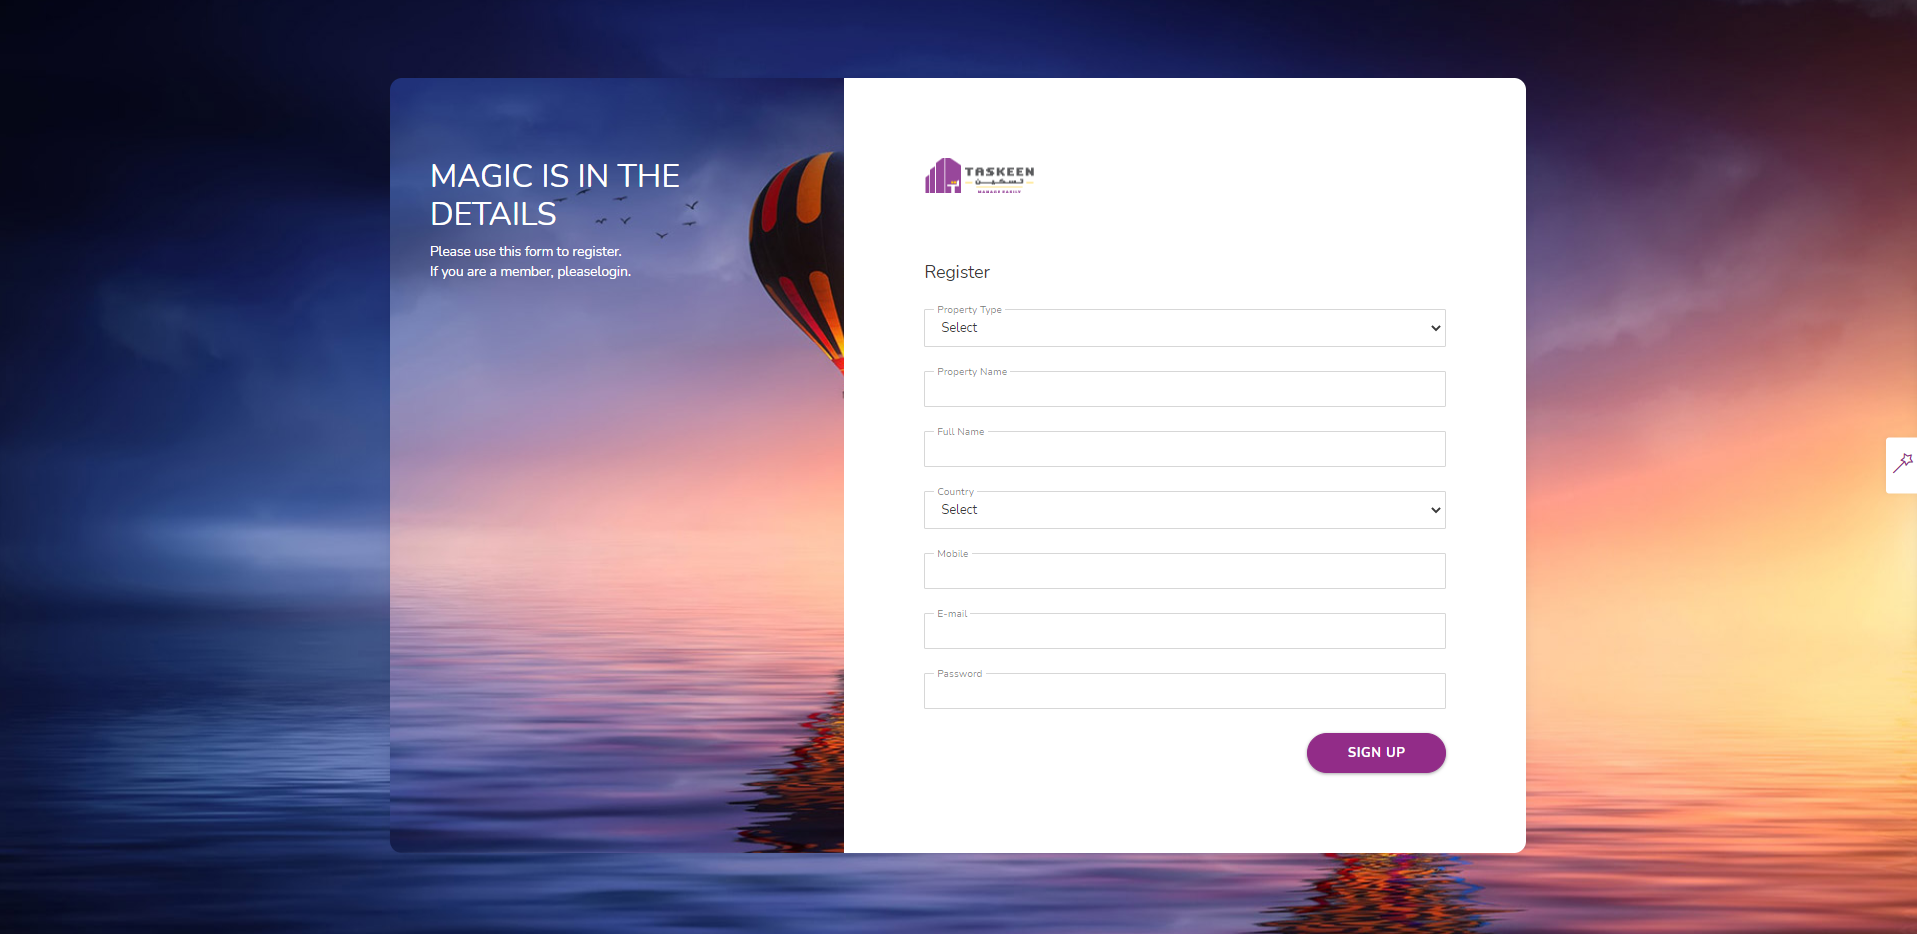 MAGIC IS IN THE
DETAILS
Please use this form to register.
If you are a member, pleaselogin.
TASKEEN
تسكين
MANAGE EASILY
Register
Property Type
Select
Property Name
Full Name
Country
Select
Mobile
E-mail
Password
SIGN UP